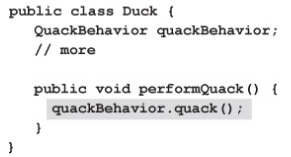 public class Duck {
QuackBehavior quackBehavior;
// more
public void performQuack() {
quackBehavior.quack();
}
}